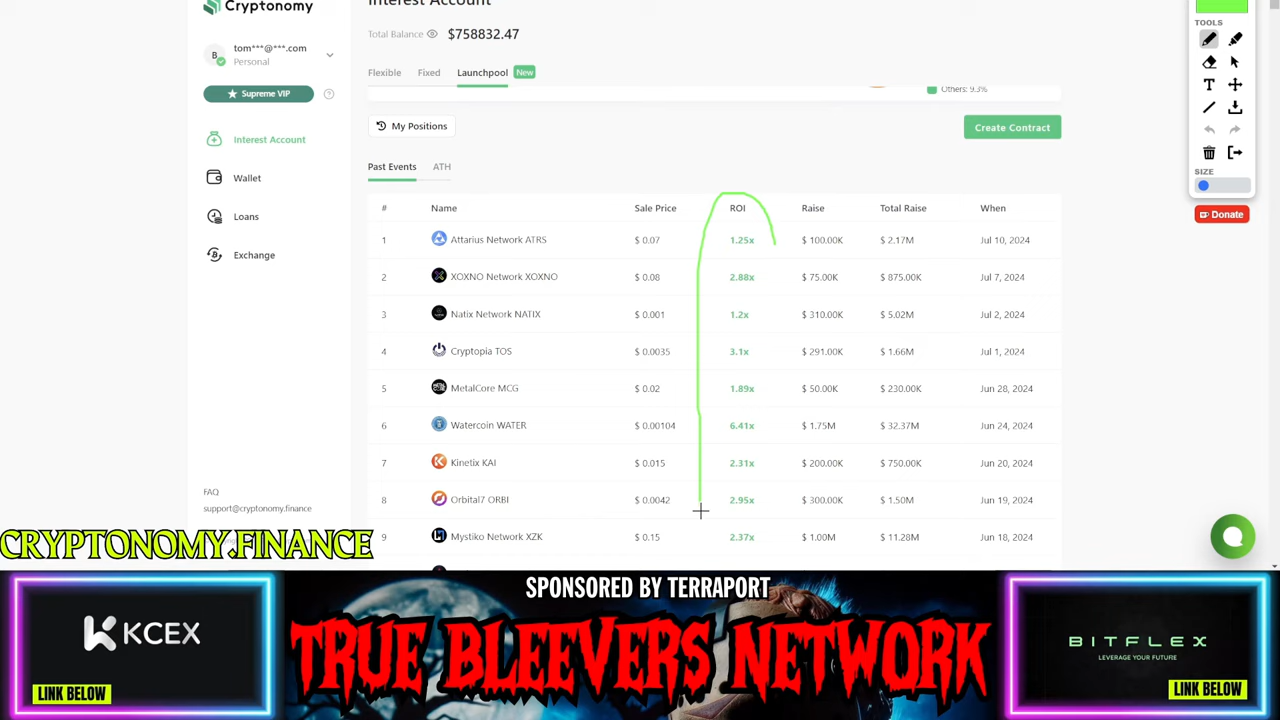 Cryptonomy
Interest Account
Total Balance $758832.47
tom***@***.com
Personal
B
Flexible Fixed Launchpool New
Supreme VIP ?
Others: 9.3%
My Positions
Create Contract
Interest Account
Wallet
Loans
Exchange
Past Events ATH
# Name Sale Price ROI Raise Total Raise When
1 Attarius Network ATRS $ 0.07 1.25x $ 100.00K $ 2.17M Jul 10, 2024
2 XOXNO Network XOXNO $ 0.08 2.88x $ 75.00K $ 875.00K Jul 7, 2024
3 Natix Network NATIX $ 0.001 1.2x $ 310.00K $ 5.02M Jul 2, 2024
4 Cryptopia TOS $ 0.0035 3.1x $ 291.00K $ 1.66M Jul 1, 2024
5 MetalCore MCG $ 0.02 1.89x $ 50.00K $ 230.00K Jun 28, 2024
6 Watercoin WATER $ 0.00104 6.41x $ 1.75M $ 32.37M Jun 24, 2024
7 Kinetix KAI $ 0.015 2.31x $ 200.00K $ 750.00K Jun 20, 2024
8 Orbital7 ORBI $ 0.0042 2.95x $ 300.00K $ 1.50M Jun 19, 2024
9 Mystiko Network XZK $ 0.15 2.37x $ 1.00M $ 11.28M Jun 18, 2024
FAQ
support@cryptonomy.finance
TOOLS
T
SIZE
Donate
CRYPTONOMY.FINANCE
SPONSORED BY TERRAPORT
TRUE BLEEVERS NETWORK
KCEX
LINK BELOW
BITFLEX
LEVERAGE YOUR FUTURE
LINK BELOW